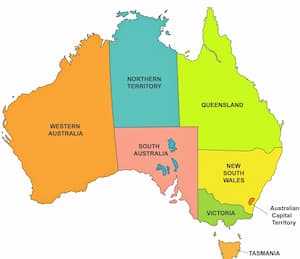 NORTHERN
TERRITORY
QUEENSLAND
WESTERN
AUSTRALIA
SOUTH
AUSTRALIA
NEW
SOUTH
WALES
Australian
Capital
Territory
VICTORIA
TASMANIA